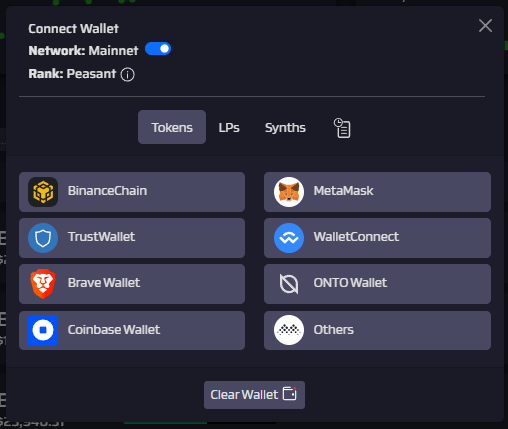 Connect Wallet
Network: Mainnet
Rank: Peasant
Tokens LPs Synths
BinanceChain MetaMask
TrustWallet WalletConnect
Brave Wallet ONTO Wallet
Coinbase Wallet Others
Clear Wallet